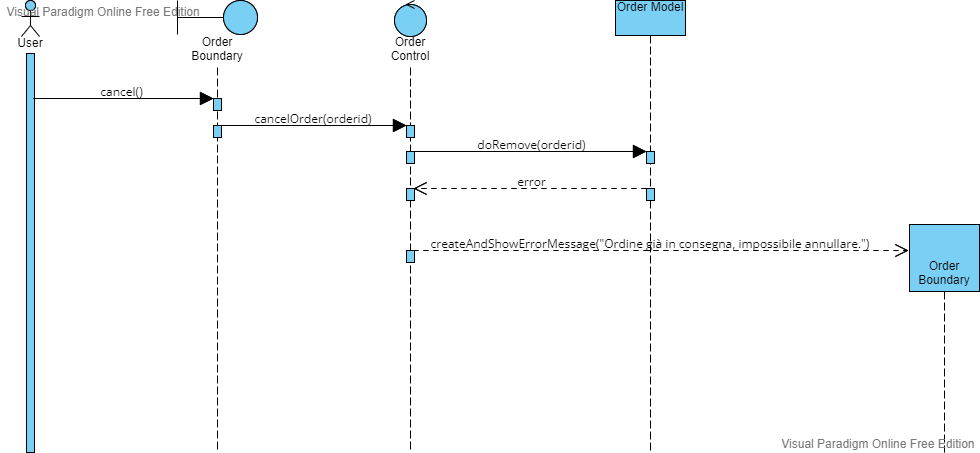 Visual Paradigm Online Free Edition
User
Order
Boundary
Order
Control
Order Model
cancel()
cancelOrder(orderid)
doRemove(orderid)
error
createAndShowErrorMessage("Ordine già in consegna, impossibile annullare.")
Order
Boundary
Visual Paradigm Online Free Edition